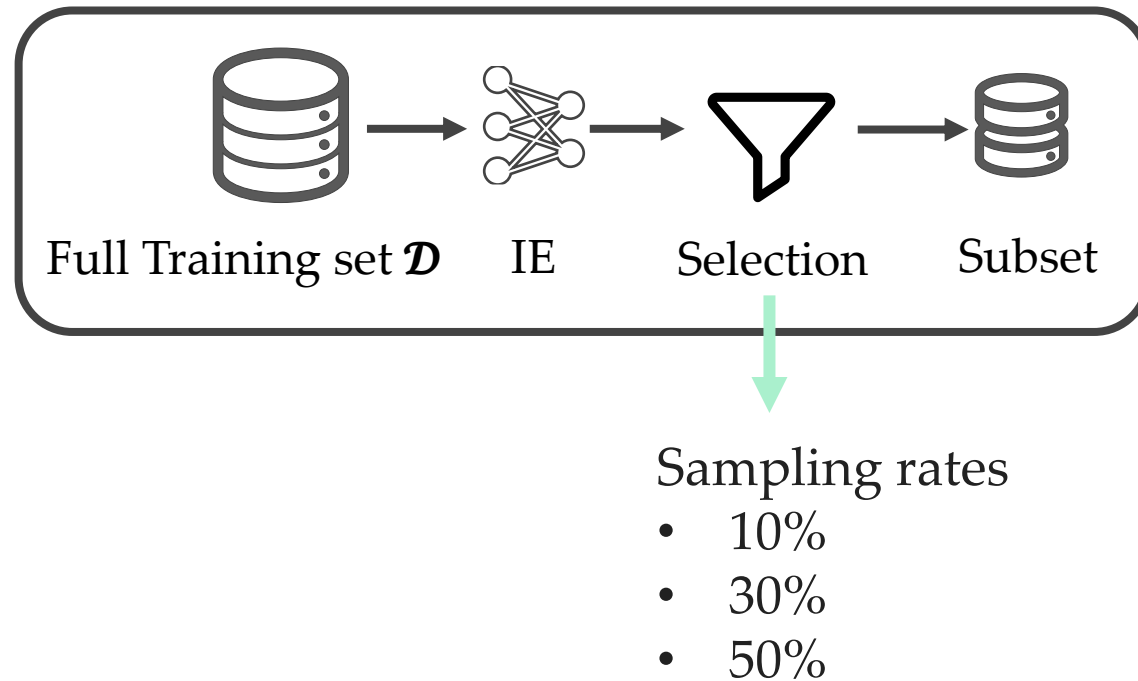 Full Training set 𝓓 IE Selection Subset
Sampling rates
• 10%
• 30%
• 50%